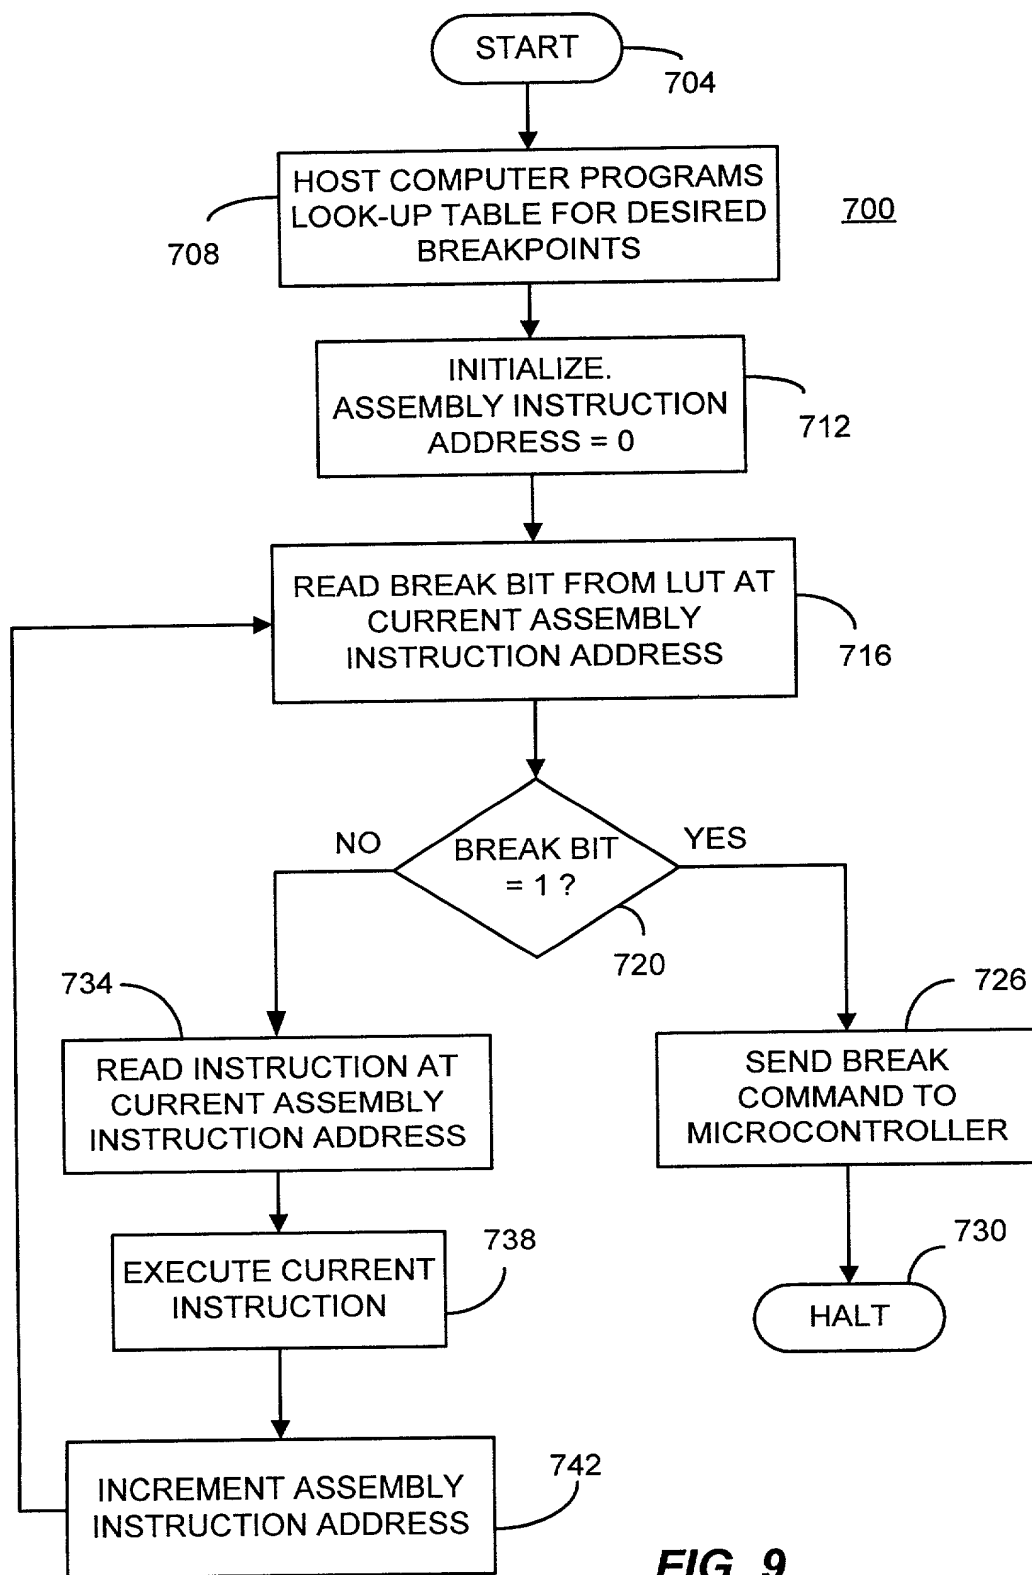 START
704
HOST COMPUTER PROGRAMS
LOOK-UP TABLE FOR DESIRED
BREAKPOINTS
700
708
INITIALIZE.
ASSEMBLY INSTRUCTION
ADDRESS = 0
712
READ BREAK BIT FROM LUT AT
CURRENT ASSEMBLY
INSTRUCTION ADDRESS
716
NO
YES
BREAK BIT
= 1 ?
720
734
726
READ INSTRUCTION AT
CURRENT ASSEMBLY
INSTRUCTION ADDRESS
SEND BREAK
COMMAND TO
MICROCONTROLLER
738
730
EXECUTE CURRENT
INSTRUCTION
HALT
742
INCREMENT ASSEMBLY
INSTRUCTION ADDRESS
FIG. 9